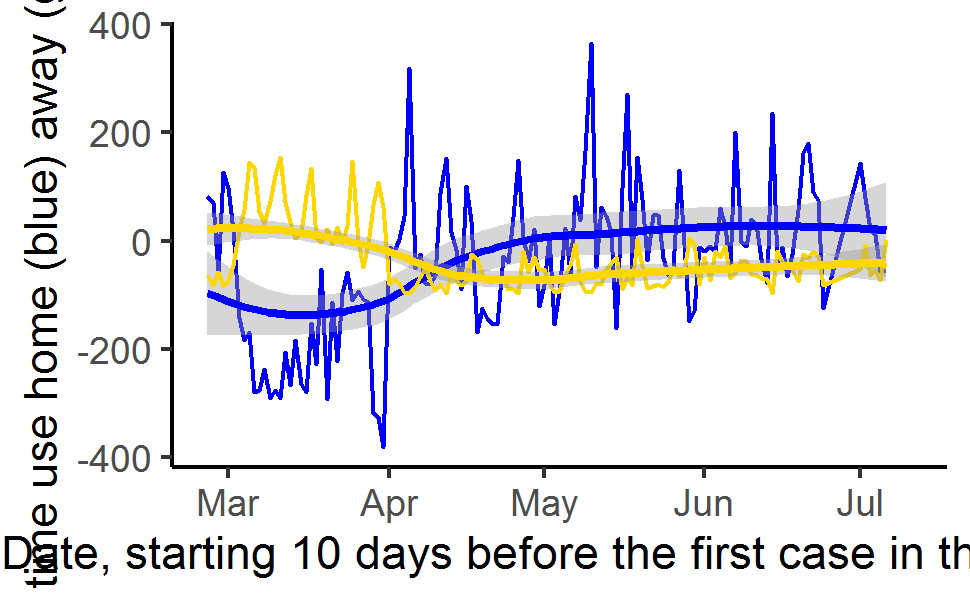 400
200
0
-200
-400
time use home (blue) away (
Mar Apr May Jun Jul
Date, starting 10 days before the first case in th